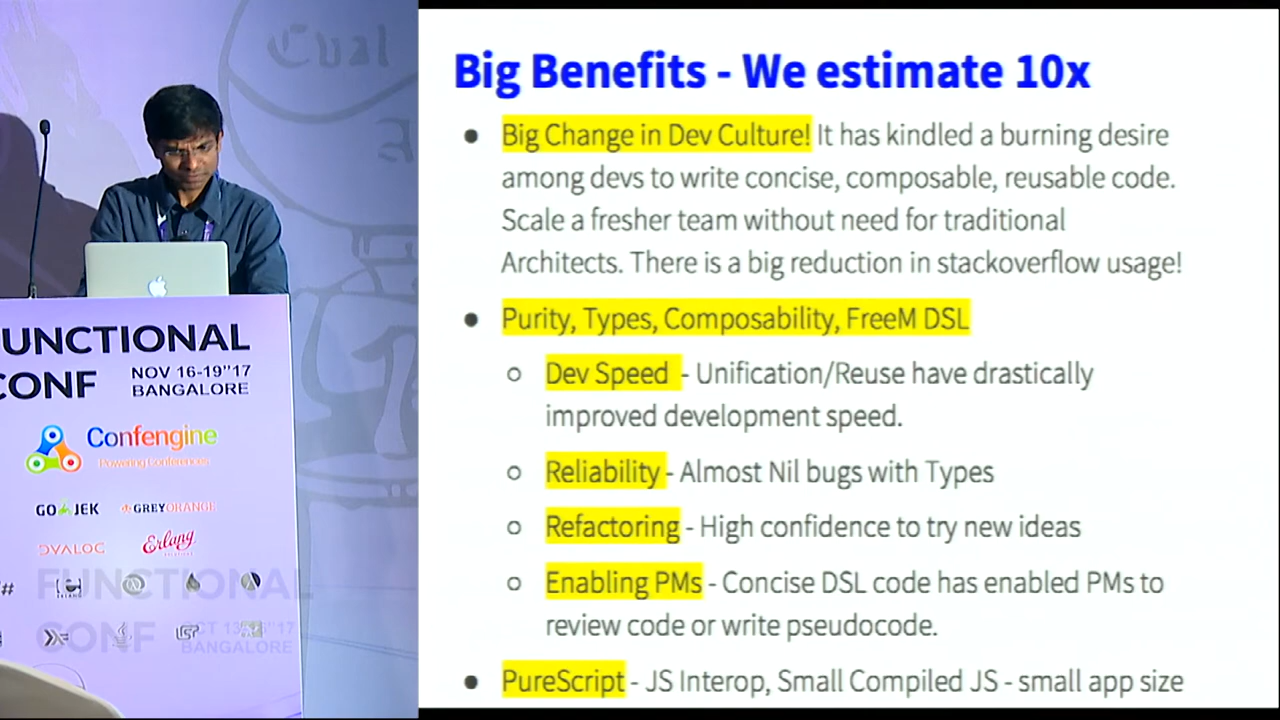 Big Benefits - We estimate 10x
● Big Change in Dev Culture! It has kindled a burning desire
among devs to write concise, composable, reusable code.
Scale a fresher team without need for traditional
Architects. There is a big reduction in stackoverflow usage!
● Purity, Types, Composability, FreeM DSL
○ Dev Speed - Unification/Reuse have drastically
improved development speed.
○ Reliability - Almost Nil bugs with Types
○ Refactoring - High confidence to try new ideas
○ Enabling PMs - Concise DSL code has enabled PMs to
review code or write pseudocode.
● PureScript - JS Interop, Small Compiled JS - small app size
UNCTIONAL
CONF
NOV 16-19"17
BANGALORE
Confengine
Powering Conferences
GO JEK
GREYORANGE
DVALOC
Erlang
FUNCTIONAL
CONF
BANGALORE